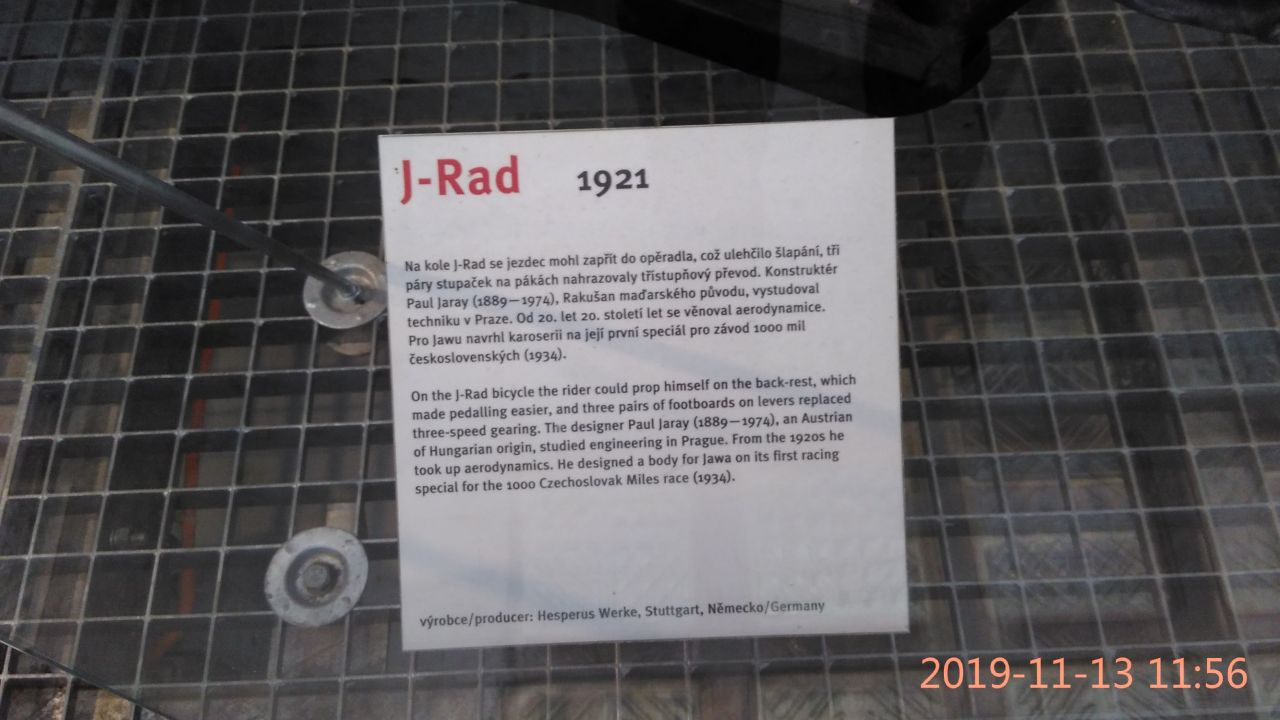 J-Rad 1921
Na kole J-Rad se jezdec mohl zapřít do opěradla, což ulehčilo šlapání, tři
páry stupaček na pákách nahrazovaly třístupňový převod. Konstruktér
Paul Jaray (1889—1974), Rakušan maďarského původu, vystudoval
techniku v Praze. Od 20. let 20. století let se věnoval aerodynamice.
Pro Jawu navrhl karoserii na její první speciál pro závod 1000 mil
československých (1934).
On the J-Rad bicycle the rider could prop himself on the back-rest, which
made pedalling easier, and three pairs of footboards on levers replaced
three-speed gearing. The designer Paul Jaray (1889—1974), an Austrian
of Hungarian origin, studied engineering in Prague. From the 1920s he
took up aerodynamics. He designed a body for Jawa on its first racing
special for the 1000 Czechoslovak Miles race (1934).
výrobce/producer: Hesperus Werke, Stuttgart, Německo/Germany
2019-11-13 11:56